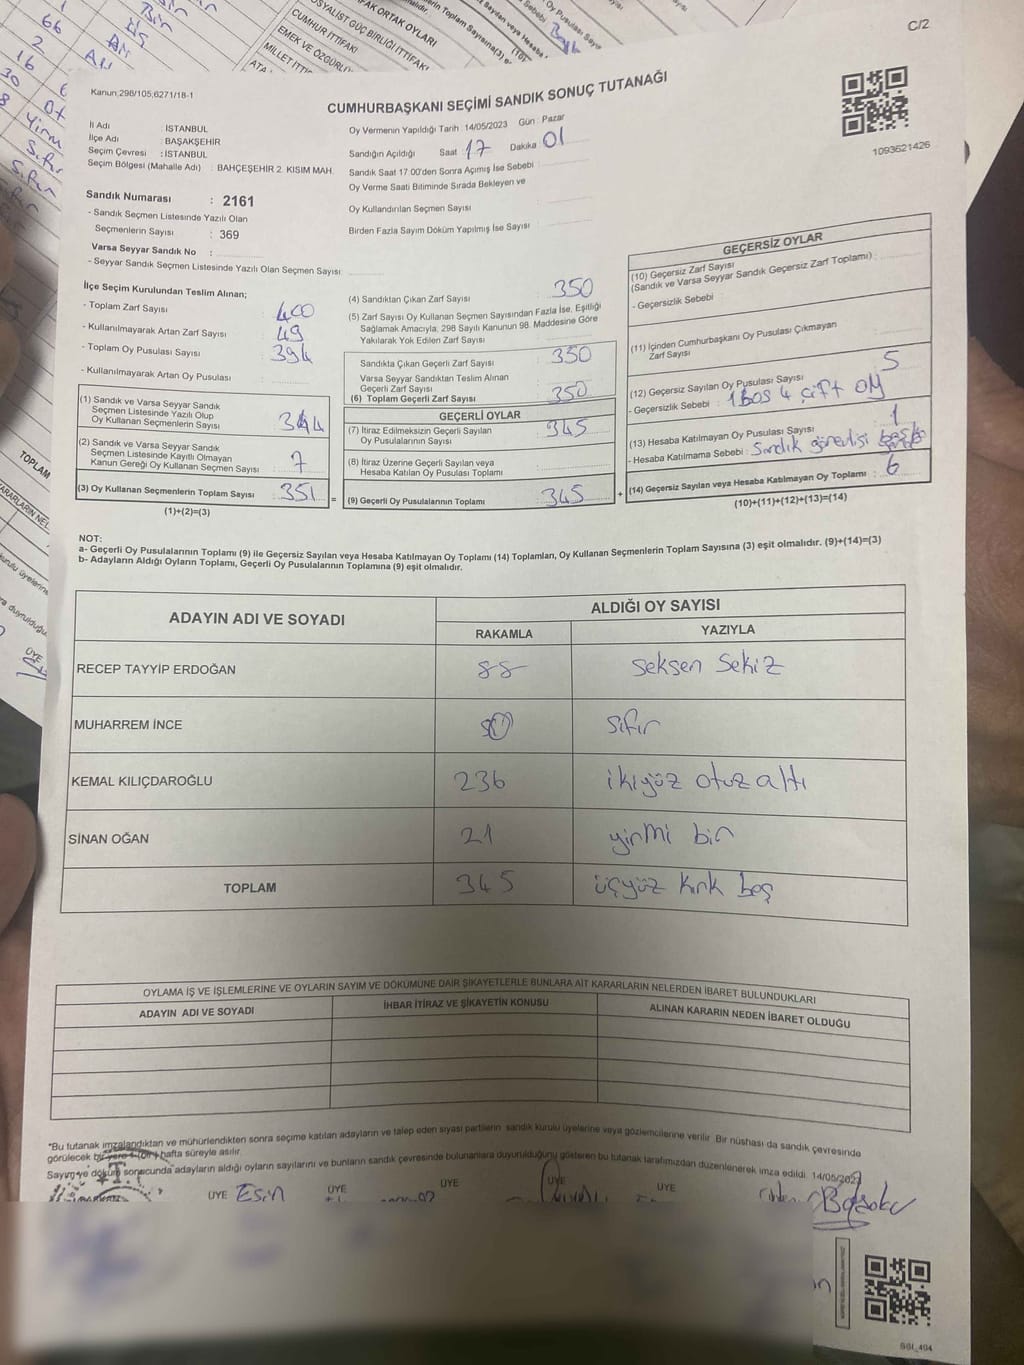 C/2
Kanun;298/105,6271/18-1
CUMHURBAŞKANI SEÇİMİ SANDIK SONUÇ TUTANAĞI
1093621426
İl Adı : İSTANBUL
İlçe Adı : BAŞAKŞEHİR
Seçim Çevresi : İSTANBUL
Seçim Bölgesi (Mahalle Adı) : BAHÇEŞEHİR 2. KISIM MAH.
Oy Vermenin Yapıldığı Tarih : 14/05/2023 Gün : Pazar
Sandığın Açıldığı Saat 17 Dakika 01
Sandık Saat 17:00'den Sonra Açımış İse Sebebi :
Oy Verme Saati Bitiminde Sırada Bekleyen ve
Oy Kullandırılan Seçmen Sayısı :
Birden Fazla Sayım Döküm Yapılmış İse Sayısı :
Sandık Numarası : 2161
- Sandık Seçmen Listesinde Yazılı Olan
Seçmenlerin Sayısı : 369
Varsa Seyyar Sandık No :
- Seyyar Sandık Seçmen Listesinde Yazılı Olan Seçmen Sayısı :
İlçe Seçim Kurulundan Teslim Alınan;
- Toplam Zarf Sayısı : 400
- Kullanılmayarak Artan Zarf Sayısı : 49
- Toplam Oy Pusulası Sayısı : 394
- Kullanılmayarak Artan Oy Pusulası :
(1) Sandık ve Varsa Seyyar Sandık
Seçmen Listesinde Yazılı Olup
Oy Kullanan Seçmenlerin Sayısı : 344
(2) Sandık ve Varsa Seyyar Sandık
Seçmen Listesinde Kayıtlı Olmayan
Kanun Gereği Oy Kullanan Seçmen Sayısı : 7
(3) Oy Kullanan Seçmenlerin Toplam Sayısı : 351
(1)+(2)=(3)
=
(4) Sandıktan Çıkan Zarf Sayısı : 350
(5) Zarf Sayısı Oy Kullanan Seçmen Sayısından Fazla İse, Eşitliği
Sağlamak Amacıyla, 298 Sayılı Kanunun 98. Maddesine Göre
Yakılarak Yok Edilen Zarf Sayısı :
Sandıkta Çıkan Geçerli Zarf Sayısı : 350
Varsa Seyyar Sandıktan Teslim Alınan
Geçerli Zarf Sayısı :
(6) Toplam Geçerli Zarf Sayısı : 350
GEÇERLİ OYLAR
(7) İtiraz Edilmeksizin Geçerli Sayılan
Oy Pusulalarının Sayısı : 345
(8) İtiraz Üzerine Geçerli Sayılan veya
Hesaba Katılan Oy Pusulası Toplamı :
(9) Geçerli Oy Pusulalarının Toplamı : 345
+
GEÇERSİZ OYLAR
(10) Geçersiz Zarf Sayısı
(Sandık ve Varsa Seyyar Sandık Geçersiz Zarf Toplamı) :
- Geçersizlik Sebebi :
(11) İçinden Cumhurbaşkanı Oy Pusulası Çıkmayan
Zarf Sayısı :
(12) Geçersiz Sayılan Oy Pusulası Sayısı : 5
- Geçersizlik Sebebi : 1 Boş 4 çift oy
(13) Hesaba Katılmayan Oy Pusulası Sayısı : 1
- Hesaba Katılmama Sebebi : Sandık görevlisi
(14) Geçersiz Sayılan veya Hesaba Katılmayan Oy Toplamı : 6
(10)+(11)+(12)+(13)=(14)
NOT:
a- Geçerli Oy Pusulalarının Toplamı (9) ile Geçersiz Sayılan veya Hesaba Katılmayan Oy Toplamı (14) Toplamları, Oy Kullanan Seçmenlerin Toplam Sayısına (3) eşit olmalıdır. (9)+(14)=(3)
b- Adayların Aldığı Oyların Toplamı, Geçerli Oy Pusulalarının Toplamına (9) eşit olmalıdır.
ADAYIN ADI VE SOYADI
ALDIĞI OY SAYISI
RAKAMLA YAZIYLA
RECEP TAYYİP ERDOĞAN 88 Seksen Sekiz
MUHARREM İNCE 0 sıfır
KEMAL KILIÇDAROĞLU 236 ikiyüz otuz altı
SİNAN OĞAN 21 yirmi bir
TOPLAM 345 üçyüz kırk beş
OYLAMA İŞ VE İŞLEMLERİNE VE OYLARIN SAYIM VE DÖKÜMÜNE DAİR ŞİKAYETLERLE BUNLARA AİT KARARLARIN NELERDEN İBARET BULUNDUKLARI
ADAYIN ADI VE SOYADI İHBAR İTİRAZ VE ŞİKAYETİN KONUSU ALINAN KARARIN NEDEN İBARET OLDUĞU
*Bu tutanak imzalandıktan ve mühürlendikten sonra seçime katılan adayların ve talep eden siyasi partilerin sandık kurulu üyelerine veya gözlemcilerine verilir. Bir nüshası da sandık çevresinde
görülecek bir yere 1 (bir) hafta süreyle asılır.
Sayım ve döküm sonucunda adayların aldığı oyların sayılarını ve bunların sandık çevresinde bulunanlara duyurulduğunu gösteren bu tutanak tarafımızdan düzenlenerek imza edildi. 14/05/2023
ÜYE Esin ÜYE ÜYE ÜYE ÜYE